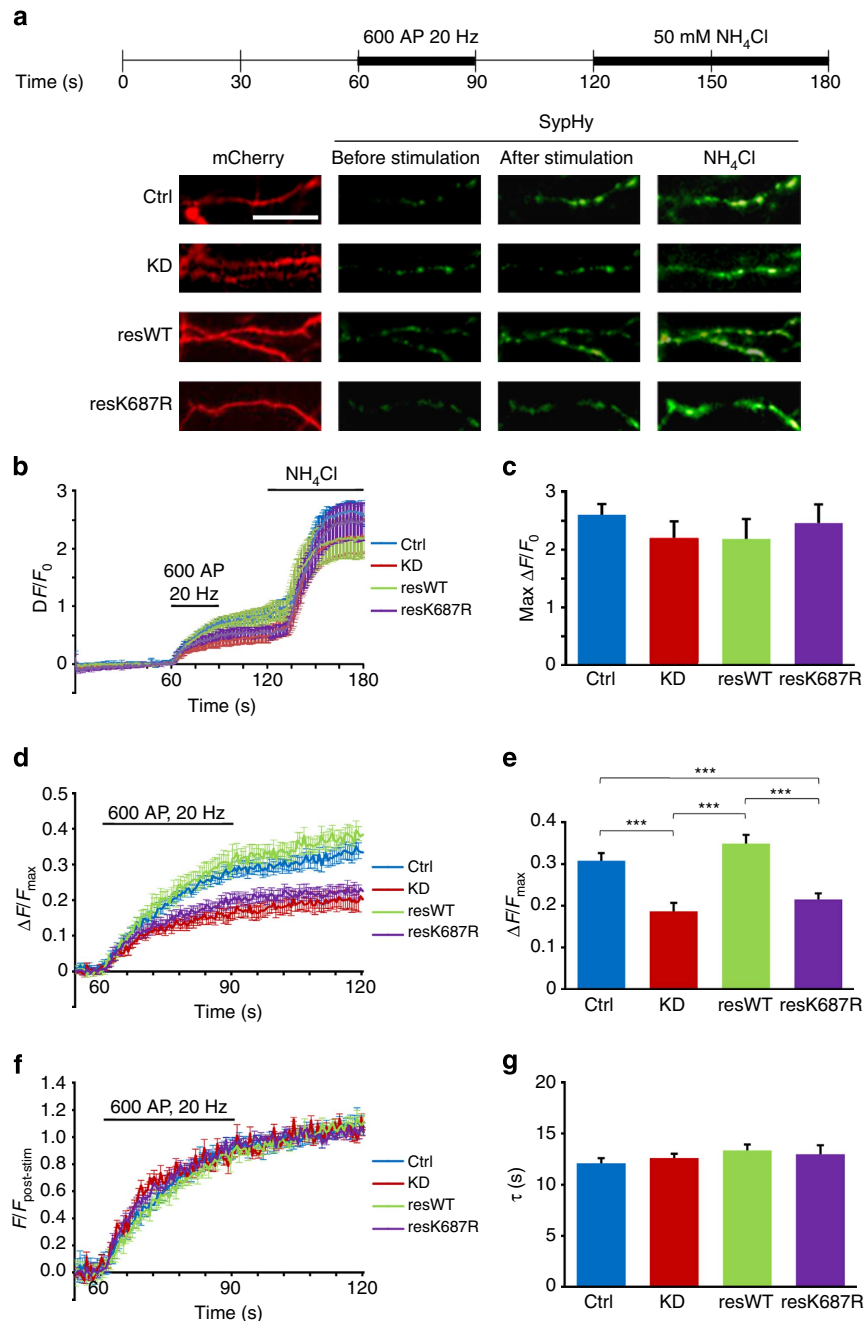 a
600 AP 20 Hz 50 mM NH₄Cl
Time (s) 0 30 60 90 120 150 180
SypHy
mCherry Before stimulation After stimulation NH₄Cl
Ctrl
KD
resWT
resK687R
b
NH₄Cl
600 AP
20 Hz
DF/F₀
3
2
1
0
60 120 180
Time (s)
Ctrl
KD
resWT
resK687R
c
Max ΔF/F₀
3
2
1
0
Ctrl KD resWT resK687R
d
600 AP, 20 Hz
ΔF/Fmax
0.5
0.4
0.3
0.2
0.1
0
60 90 120
Time (s)
Ctrl
KD
resWT
resK687R
e
***
*** *** ***
ΔF/Fmax
0.4
0.3
0.2
0.1
0
Ctrl KD resWT resK687R
f
600 AP, 20 Hz
F/Fpost-stim
1.4
1.2
1.0
0.8
0.6
0.4
0.2
0.0
60 90 120
Time (s)
Ctrl
KD
resWT
resK687R
g
τ (s)
20
15
10
5
0
Ctrl KD resWT resK687R